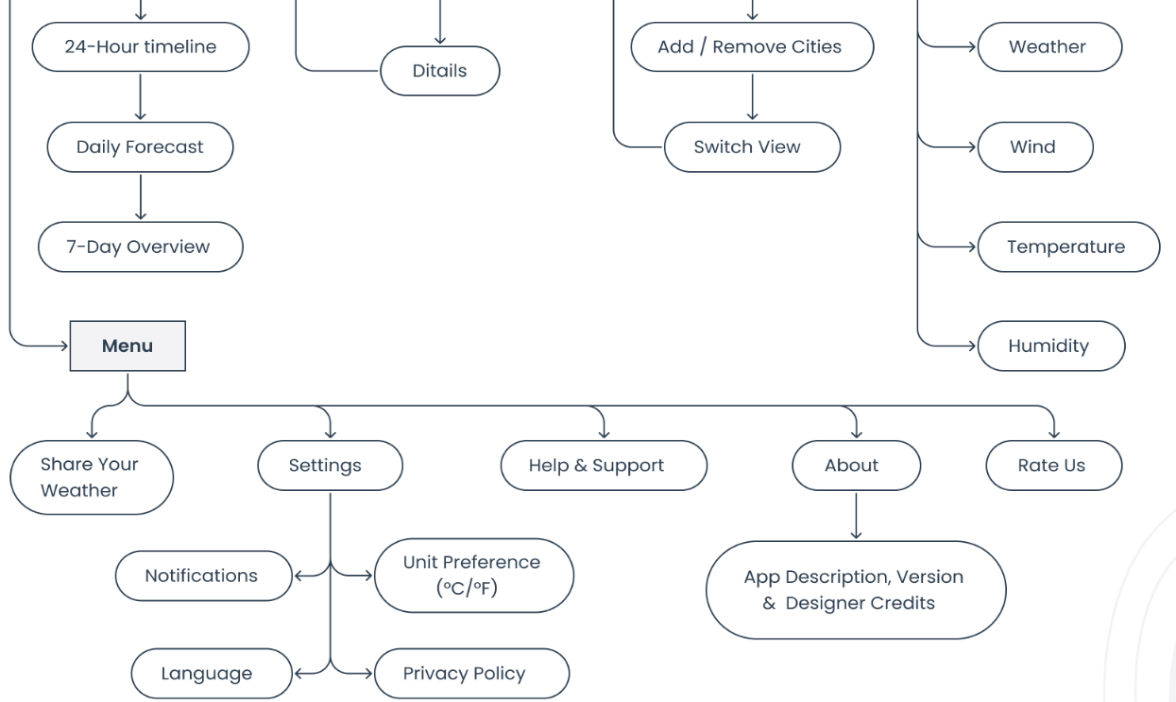 24-Hour timeline
Add / Remove Cities
Weather
Ditails
Daily Forecast
Switch View
Wind
7-Day Overview
Temperature
Menu
Humidity
Share Your
Weather
Settings
Help & Support
About
Rate Us
Notifications
Unit Preference
(°C/°F)
App Description, Version
& Designer Credits
Language
Privacy Policy